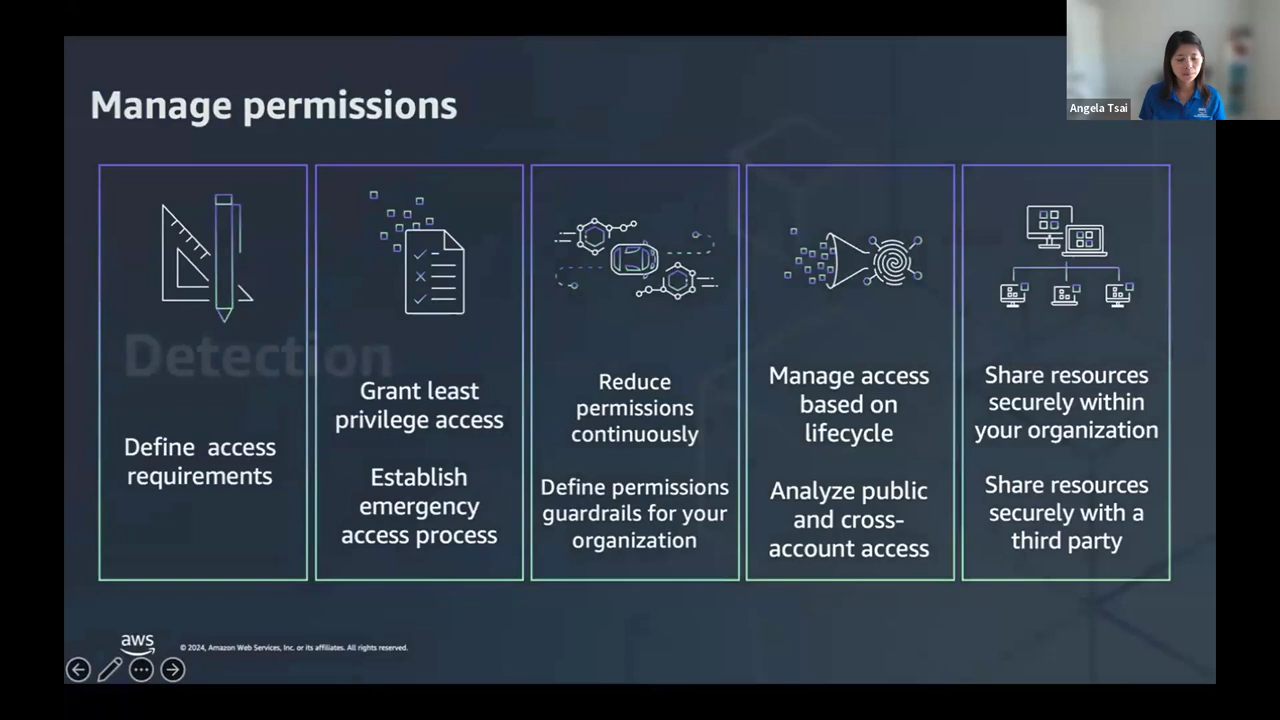 Angela Tsai
Manage permissions
Detection
Define access
requirements
Grant least
privilege access
Establish
emergency
access process
Reduce
permissions
continuously
Define permissions
guardrails for your
organization
Manage access
based on
lifecycle
Analyze public
and cross-
account access
Share resources
securely within
your organization
Share resources
securely with a
third party
aws
© 2024, Amazon Web Services, Inc. or its affiliates. All rights reserved.